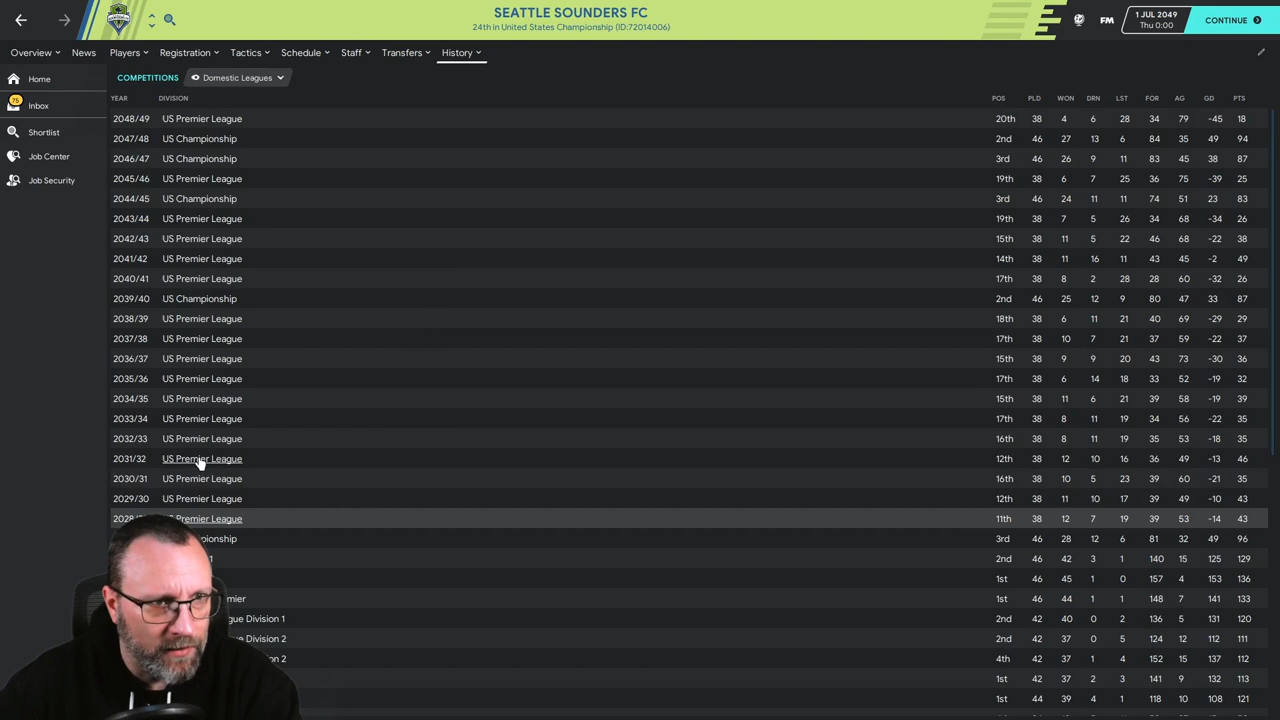 SEATTLE SOUNDERS FC
24th in United States Championship (ID:72014006)
FM
1 JUL 2049
Thu 0:00
CONTINUE
Overview News Players Registration Tactics Schedule Staff Transfers History
Home
75
Inbox
Shortlist
Job Center
Job Security
COMPETITIONS Domestic Leagues
YEAR DIVISION POS PLD WON DRN LST FOR AG GD PTS
2048/49 US Premier League 20th 38 4 6 28 34 79 -45 18
2047/48 US Championship 2nd 46 27 13 6 84 35 49 94
2046/47 US Championship 3rd 46 26 9 11 83 45 38 87
2045/46 US Premier League 19th 38 6 7 25 36 75 -39 25
2044/45 US Championship 3rd 46 24 11 11 74 51 23 83
2043/44 US Premier League 19th 38 7 5 26 34 68 -34 26
2042/43 US Premier League 15th 38 11 5 22 46 68 -22 38
2041/42 US Premier League 14th 38 11 16 11 43 45 -2 49
2040/41 US Premier League 17th 38 8 2 28 28 60 -32 26
2039/40 US Championship 2nd 46 25 12 9 80 47 33 87
2038/39 US Premier League 18th 38 6 11 21 40 69 -29 29
2037/38 US Premier League 17th 38 10 7 21 37 59 -22 37
2036/37 US Premier League 15th 38 9 9 20 43 73 -30 36
2035/36 US Premier League 17th 38 6 14 18 33 52 -19 32
2034/35 US Premier League 15th 38 11 6 21 39 58 -19 39
2033/34 US Premier League 17th 38 8 11 19 34 56 -22 35
2032/33 US Premier League 16th 38 8 11 19 35 53 -18 35
2031/32 US Premier League 12th 38 12 10 16 36 49 -13 46
2030/31 US Premier League 16th 38 10 5 23 39 60 -21 35
2029/30 US Premier League 12th 38 11 10 17 39 49 -10 43
2028/ Premier League 11th 38 12 7 19 39 53 -14 43
pionship 3rd 46 28 12 6 81 32 49 96
1 2nd 46 42 3 1 140 15 125 129
1st 46 45 1 0 157 4 153 136
mier 1st 46 44 1 1 148 7 141 133
ue Division 1 2nd 42 40 0 2 136 5 131 120
ue Division 2 2nd 42 37 0 5 124 12 112 111
sion 2 4th 42 37 1 4 152 15 137 112
1st 42 37 2 3 141 9 132 113
1st 44 39 4 1 118 10 108 121